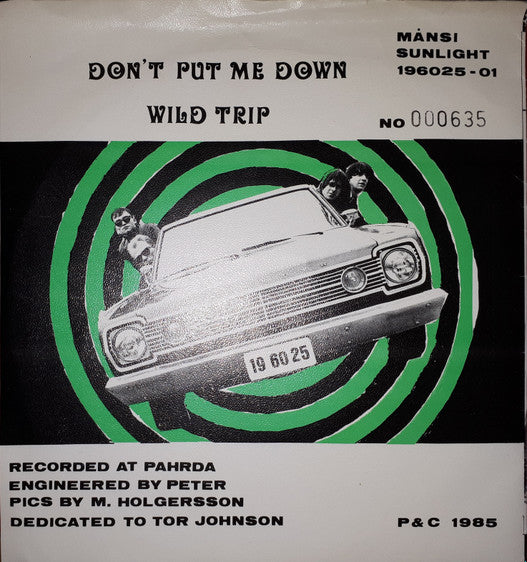 DON'T PUT ME DOWN
WILD TRIP
MÁNSI
SUNLIGHT
196025-01
NO 000635
19 60 25
RECORDED AT PAHRDA
ENGINEERED BY PETER
PICS BY M. HOLGERSSON
DEDICATED TO TOR JOHNSON
P&C 1985